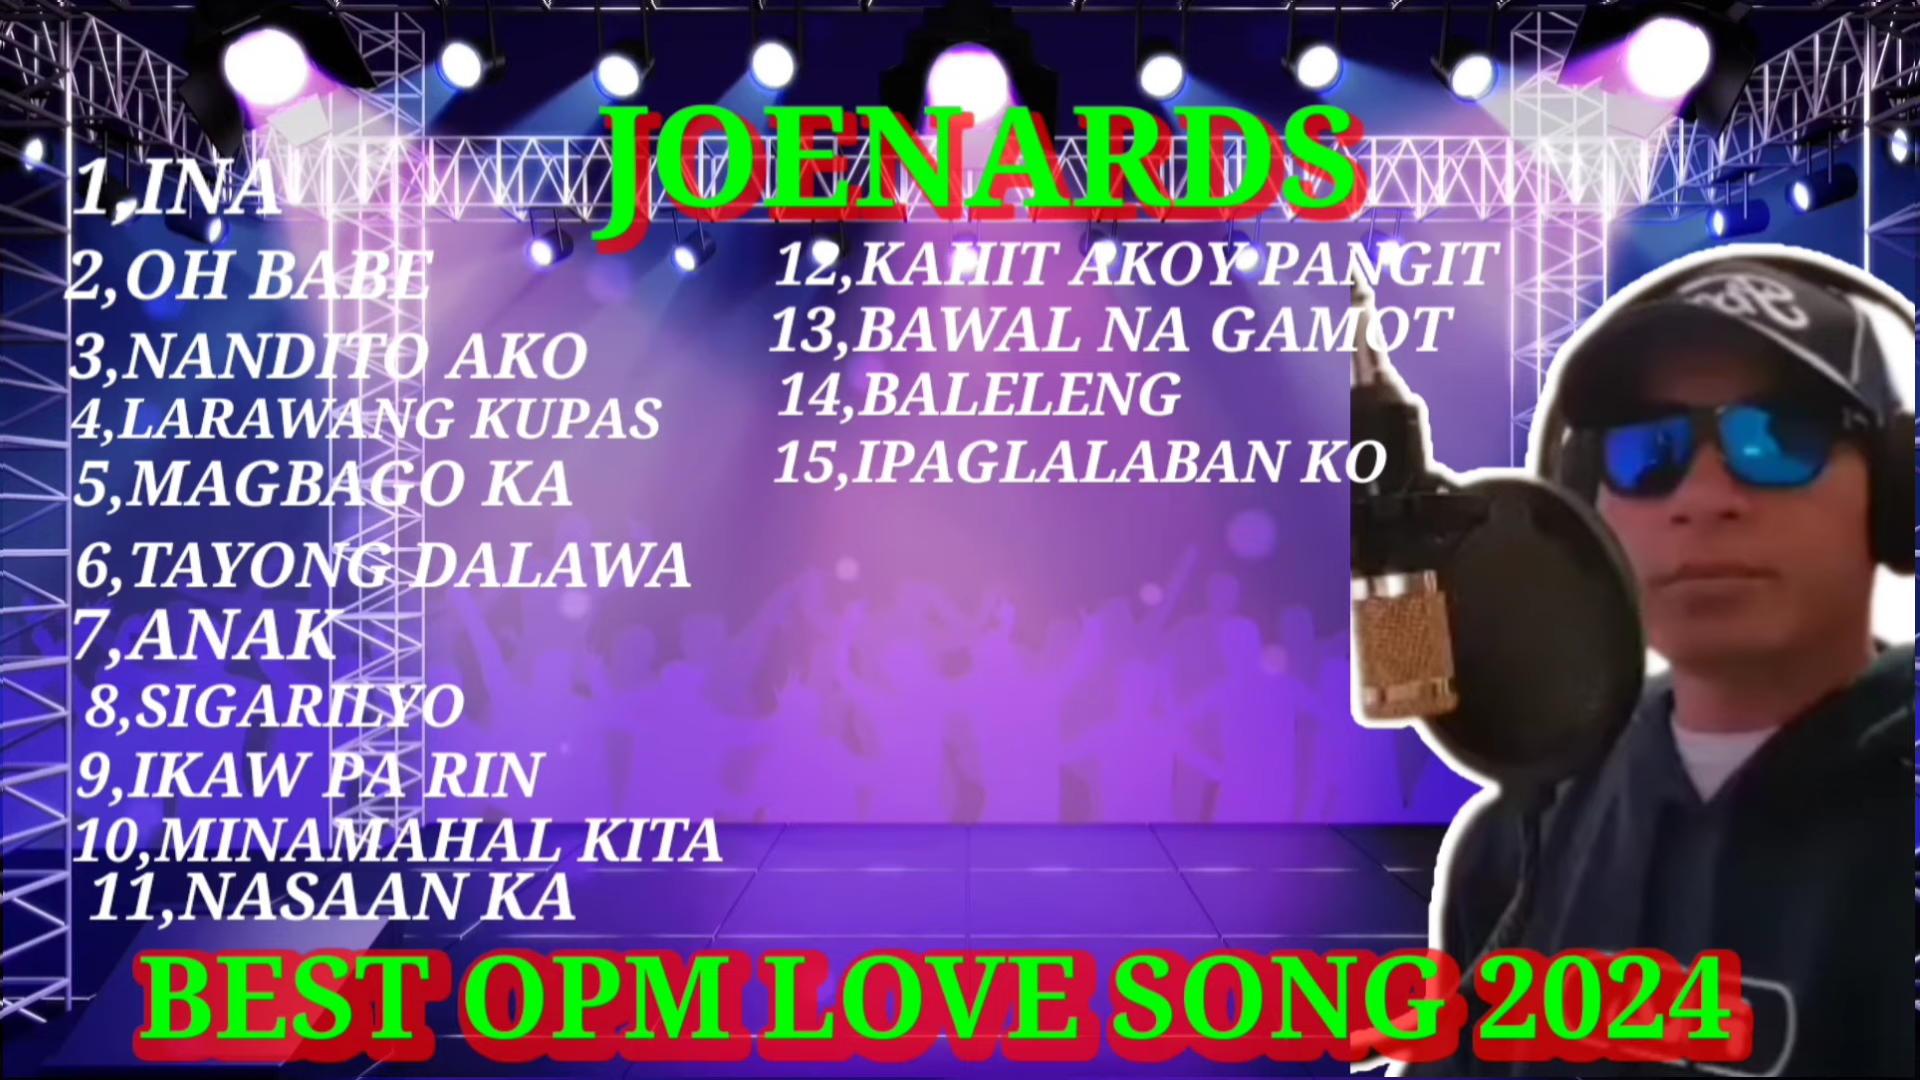 JOENARDS
1,INA
2,OH BABE
3,NANDITO AKO
4,LARAWANG KUPAS
5,MAGBAGO KA
6,TAYONG DALAWA
7,ANAK
8,SIGARILYO
9,IKAW PA RIN
10,MINAMAHAL KITA
11,NASAAN KA
12,KAHIT AKOY PANGIT
13,BAWAL NA GAMOT
14,BALELENG
15,IPAGLALABAN KO
BEST OPM LOVE SONG 2024